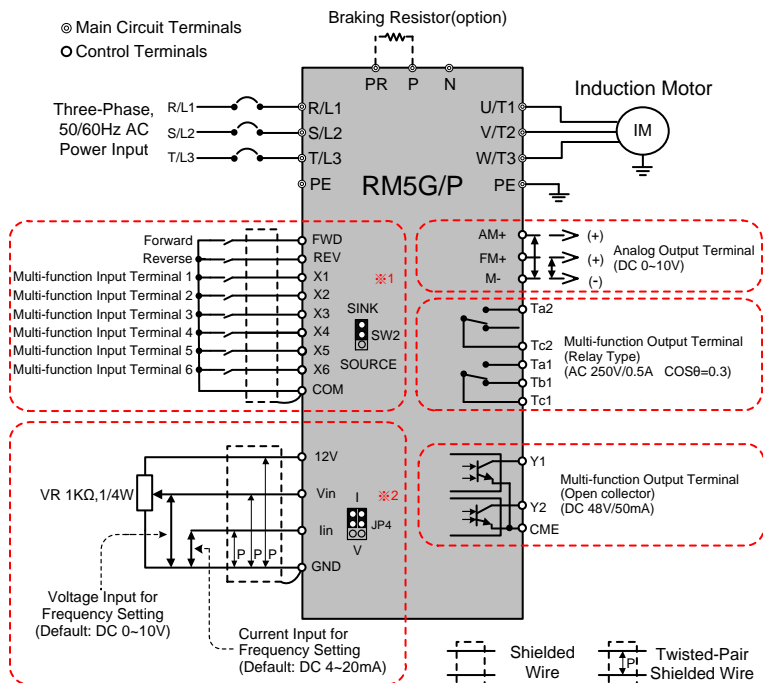 Main Circuit Terminals
Control Terminals
Braking Resistor(option)
PR P N
Three-Phase,
50/60Hz AC
Power Input
R/L1
S/L2
T/L3
R/L1
S/L2
T/L3
PE
RM5G/P
U/T1
V/T2
W/T3
PE
Induction Motor
IM
Forward
Reverse
Multi-function Input Terminal 1
Multi-function Input Terminal 2
Multi-function Input Terminal 3
Multi-function Input Terminal 4
Multi-function Input Terminal 5
Multi-function Input Terminal 6
FWD
REV
X1
X2
X3
X4
X5
X6
COM
※1
SINK
SW2
SOURCE
AM+
FM+
M-
(+)
(+)
(-)
Analog Output Terminal
(DC 0~10V)
Ta2
Tc2
Ta1
Tb1
Tc1
Multi-function Output Terminal
(Relay Type)
(AC 250V/0.5A COSθ=0.3)
VR 1KΩ,1/4W
12V
Vin
Iin
GND
P P P
※2
I
JP4
V
Y1
Y2
CME
Multi-function Output Terminal
(Open collector)
(DC 48V/50mA)
Voltage Input for
Frequency Setting
(Default: DC 0~10V)
Current Input for
Frequency Setting
(Default: DC 4~20mA)
Shielded
Wire
P
Twisted-Pair
Shielded Wire